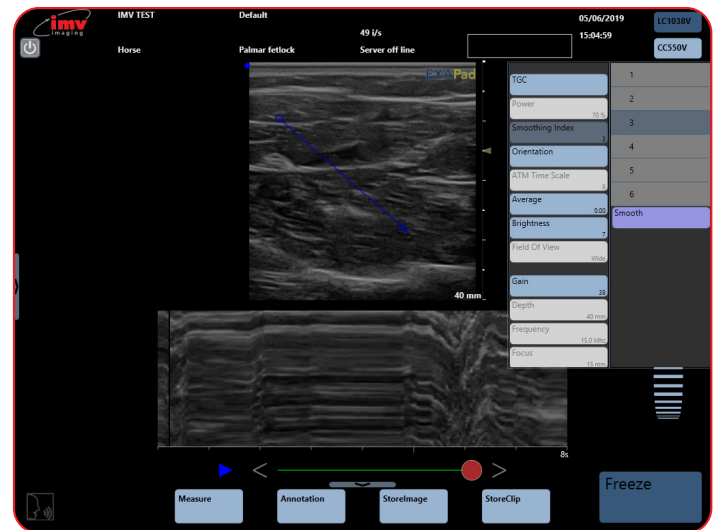 imv
imaging
IMV TEST
Default
49 i/s
05/06/2019
15:04:59
LC1038V
CC550V
Horse
Palmar fetlock
Server off line
EXAPad
40 mm
TGC
Power
70 %
Smoothing Index
3
Orientation
ATM Time Scale
8
Average
0.00
Brightness
7
Field Of View
Wide
Gain
39
Depth
40 mm
Frequency
15.0 MHz
Focus
15 mm
1
2
3
4
5
6
Smooth
8s
Measure
Annotation
StoreImage
StoreClip
Freeze